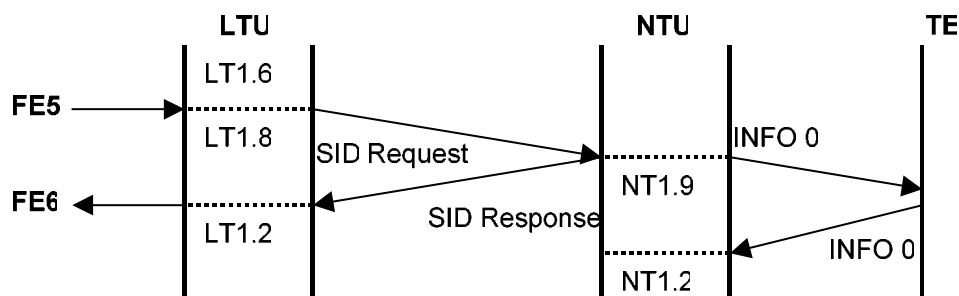 LTU NTU TE
LT1.6
FE5
LT1.8
INFO 0
SID Request
NT1.9
FE6
SID Response
LT1.2
INFO 0
NT1.2